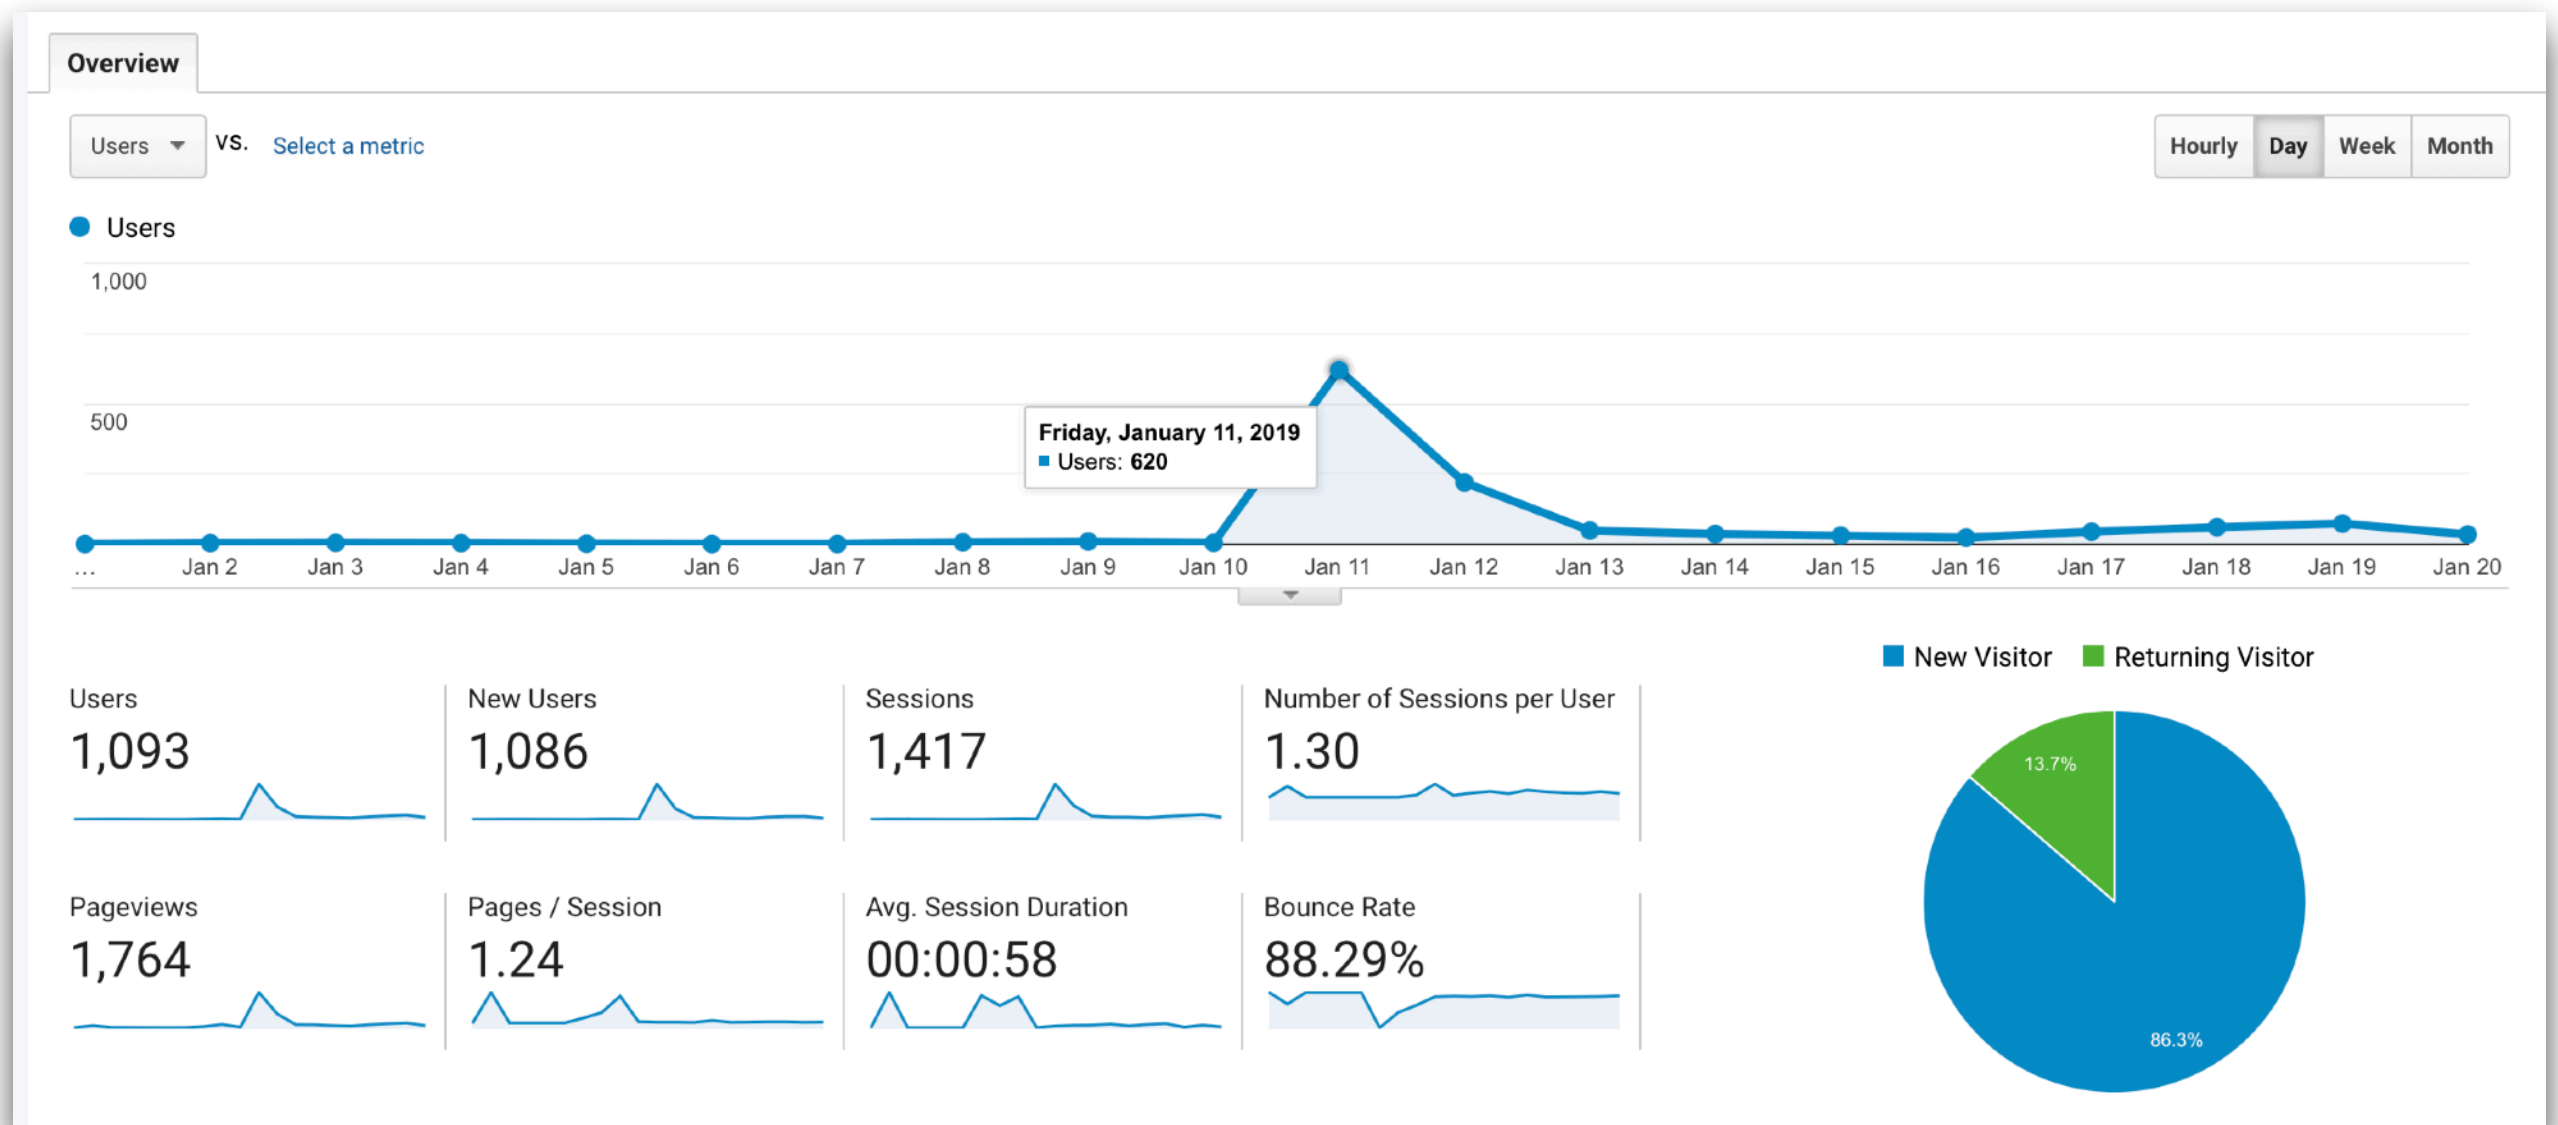 Overview
Users vs. Select a metric Hourly Day Week Month
Users
1,000
500
Friday, January 11, 2019
Users: 620
... Jan 2 Jan 3 Jan 4 Jan 5 Jan 6 Jan 7 Jan 8 Jan 9 Jan 10 Jan 11 Jan 12 Jan 13 Jan 14 Jan 15 Jan 16 Jan 17 Jan 18 Jan 19 Jan 20
New Visitor Returning Visitor
Users New Users Sessions Number of Sessions per User
1,093 1,086 1,417 1.30
13.7%
Pageviews Pages / Session Avg. Session Duration Bounce Rate
1,764 1.24 00:00:58 88.29%
86.3%